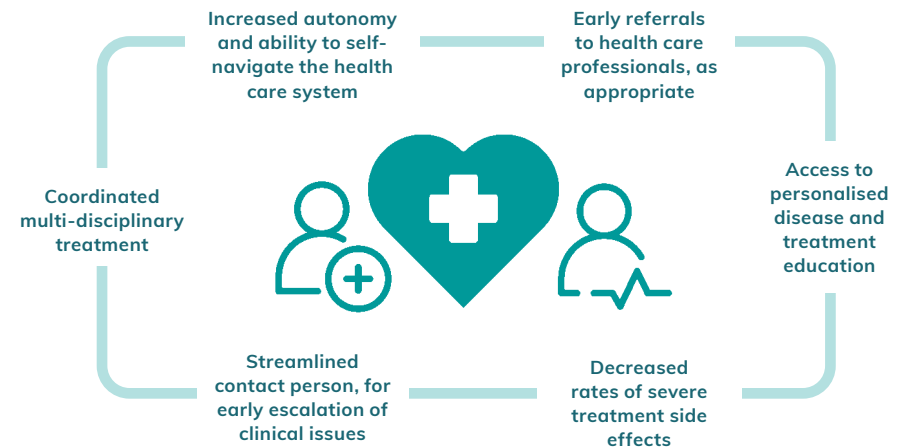 Increased autonomy
and ability to self-
navigate the health
care system
Early referrals
to health care
professionals, as
appropriate
Access to
personalised
disease and
treatment
education
Decreased
rates of severe
treatment side
effects
Streamlined
contact person, for
early escalation of
clinical issues
Coordinated
multi-disciplinary
treatment